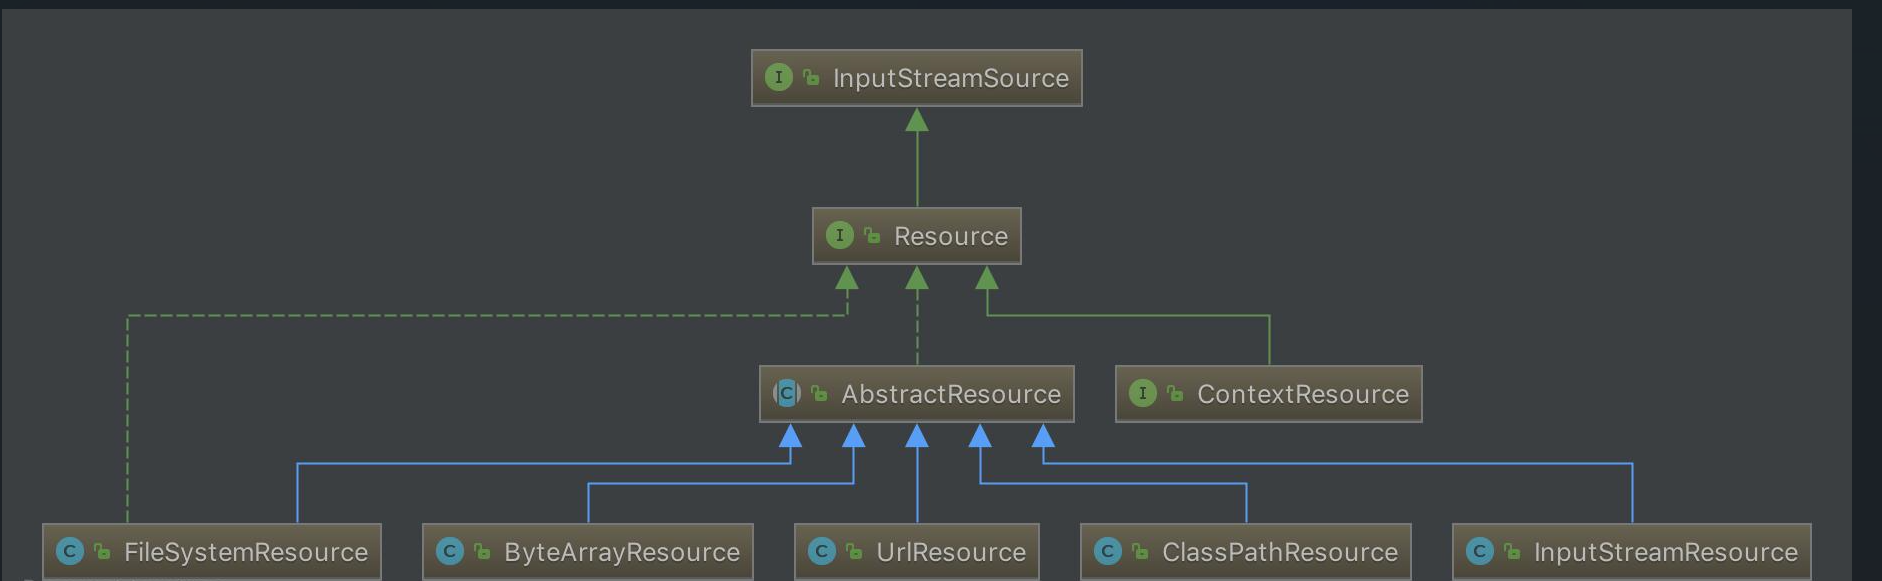 I InputStreamSource
I Resource
C AbstractResource
I ContextResource
C FileSystemResource
C ByteArrayResource
C UrlResource
C ClassPathResource
C InputStreamResource